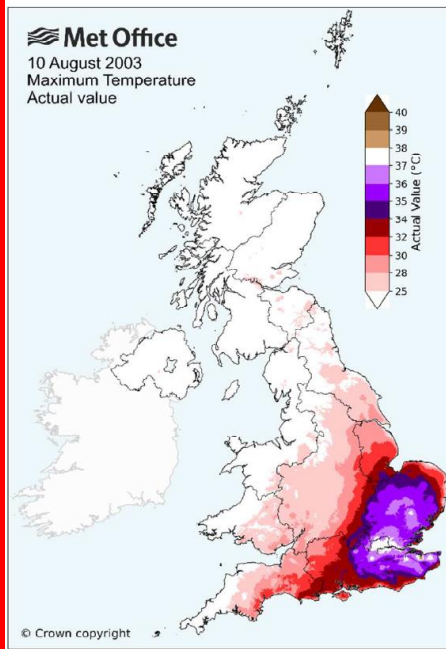 Met Office
10 August 2003
Maximum Temperature
Actual value
40
39
38
37
36
35
34
32
30
28
25
Actual Value (°C)
© Crown copyright